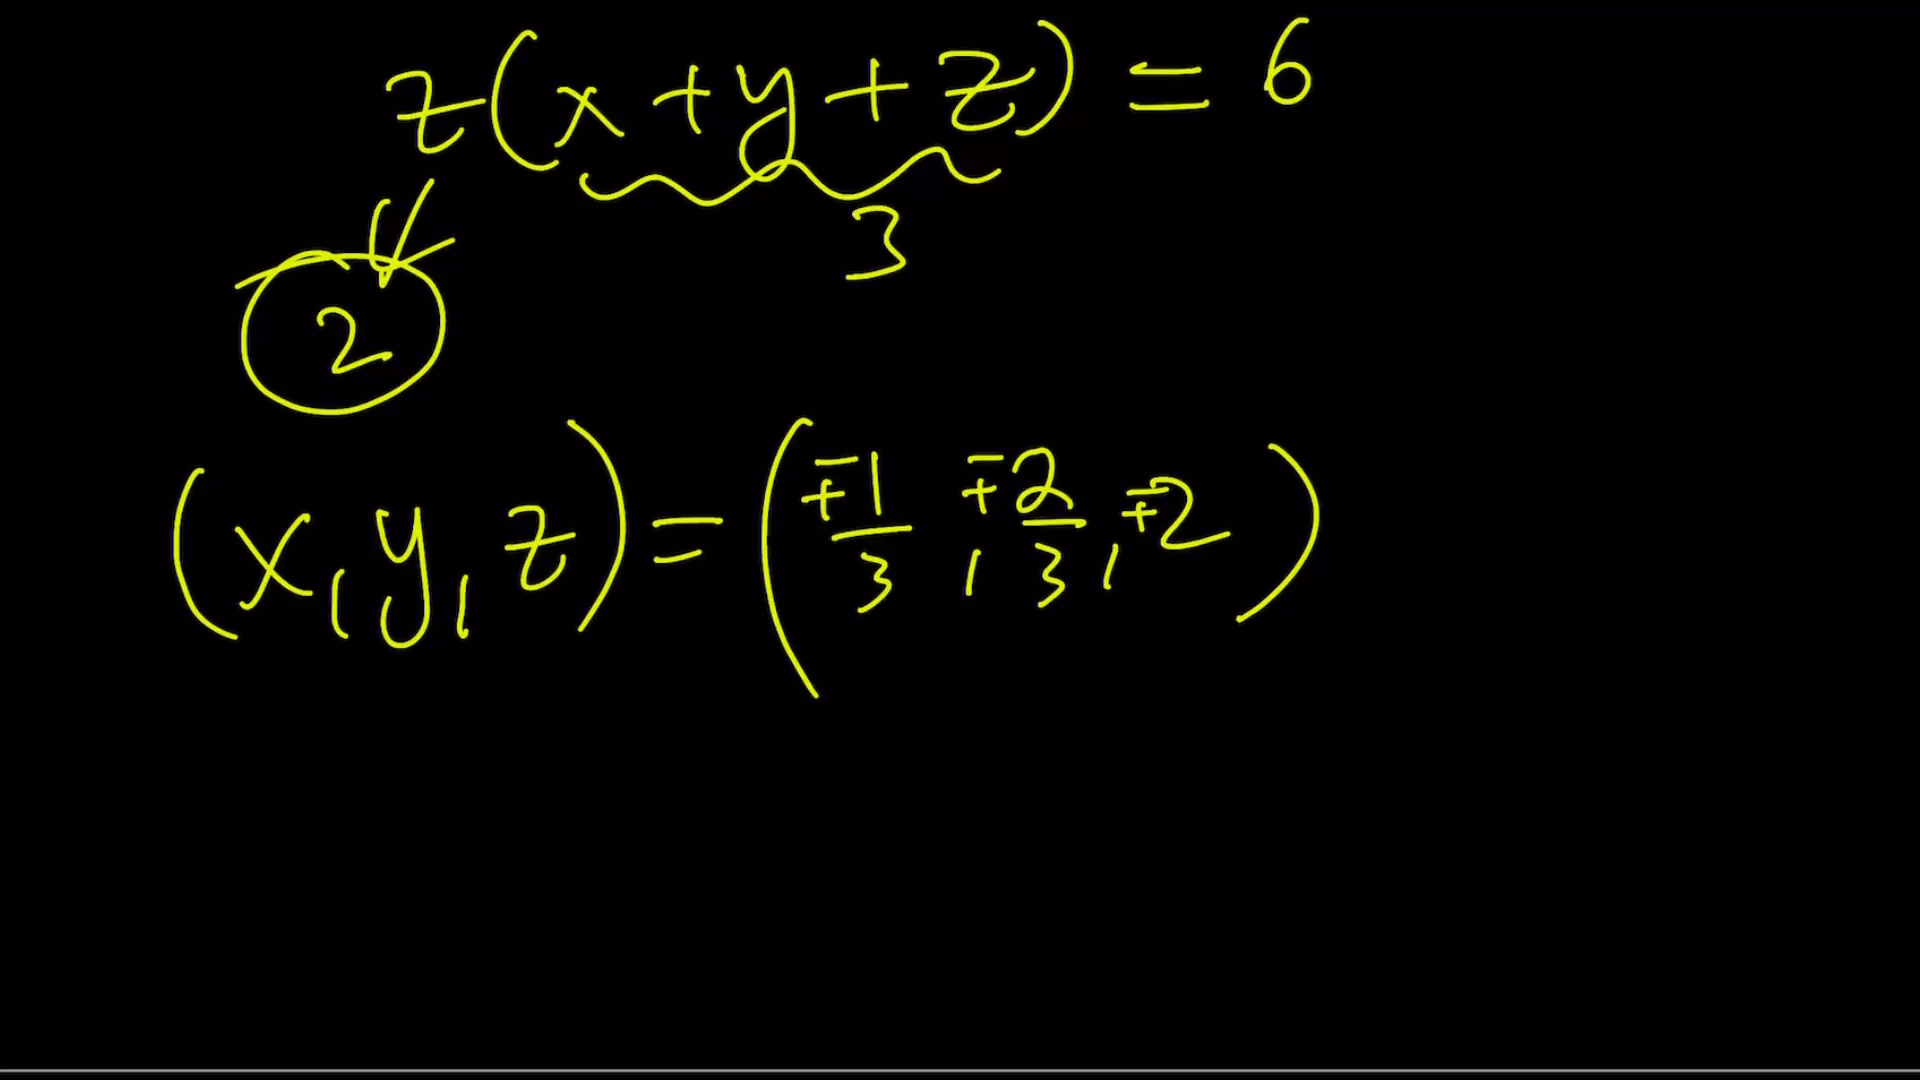 z(x+y+z) = 6
3
2
(x, y, z) = (∓1/3, ∓2/3, ∓2)